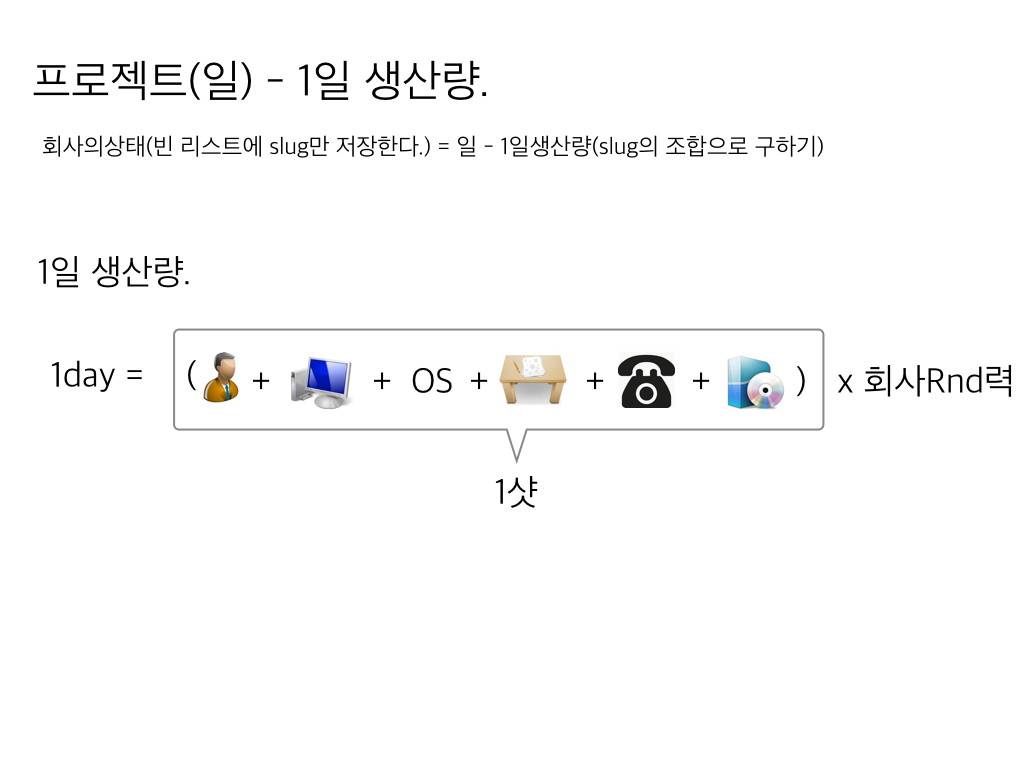 프로젝트(일) - 1일 생산량.
회사의상태(빈 리스트에 slug만 저장한다.) = 일 - 1일생산량(slug의 조합으로 구하기)
1일 생산량.
1day = ( + + OS + + + ) x 회사Rnd력
1샷